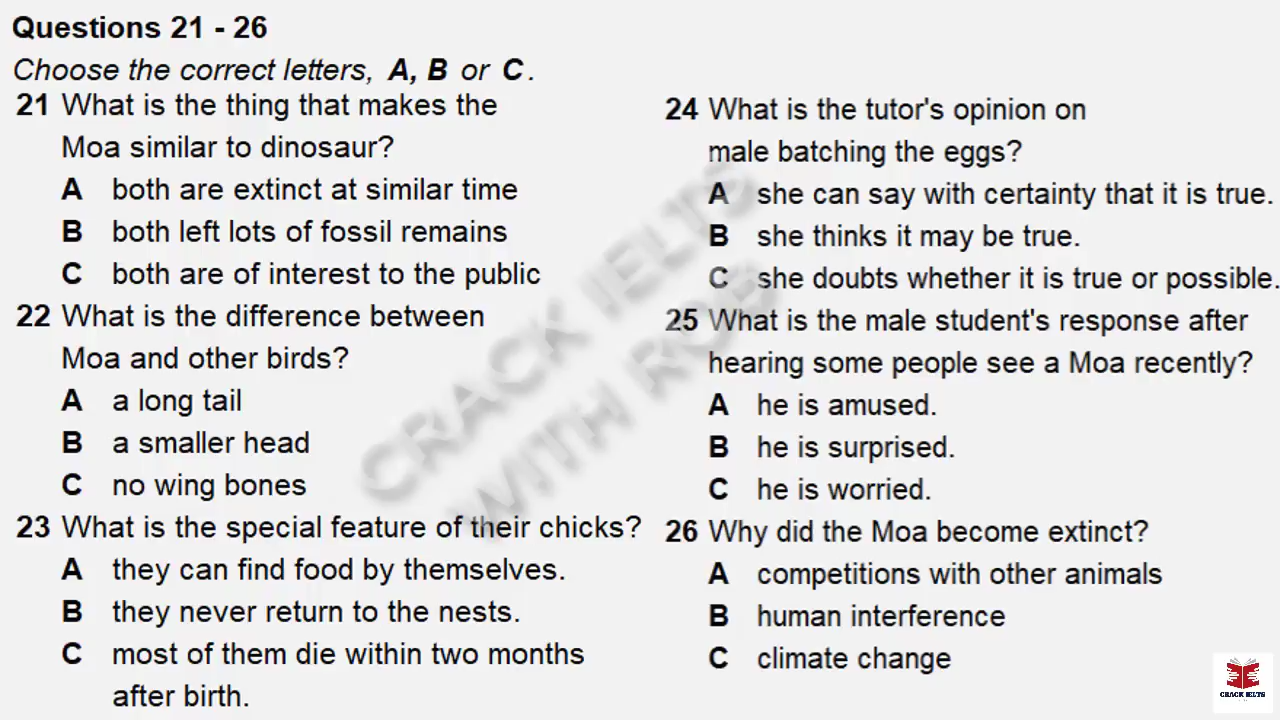 Questions 21 - 26
Choose the correct letters, A, B or C.
21 What is the thing that makes the
Moa similar to dinosaur?
A both are extinct at similar time
B both left lots of fossil remains
C both are of interest to the public
22 What is the difference between
Moa and other birds?
A a long tail
B a smaller head
C no wing bones
23 What is the special feature of their chicks?
A they can find food by themselves.
B they never return to the nests.
C most of them die within two months
after birth.
24 What is the tutor's opinion on
male batching the eggs?
A she can say with certainty that it is true.
B she thinks it may be true.
C she doubts whether it is true or possible.
25 What is the male student's response after
hearing some people see a Moa recently?
A he is amused.
B he is surprised.
C he is worried.
26 Why did the Moa become extinct?
A competitions with other animals
B human interference
C climate change
CRACK IELTS
WITH ROB
CRACK IELTS